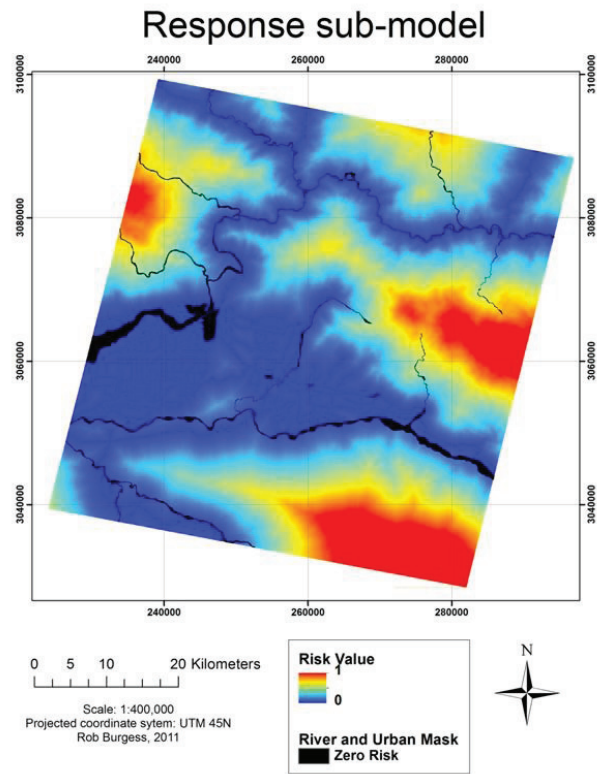 Response sub-model
240000 260000 280000
3100000
3100000
3080000
3080000
3060000
3060000
3040000
3040000
240000 260000 280000
0 5 10 20 Kilometers
Scale: 1:400,000
Projected coordinate sytem: UTM 45N
Rob Burgess, 2011
Risk Value
1
0
River and Urban Mask
Zero Risk
N